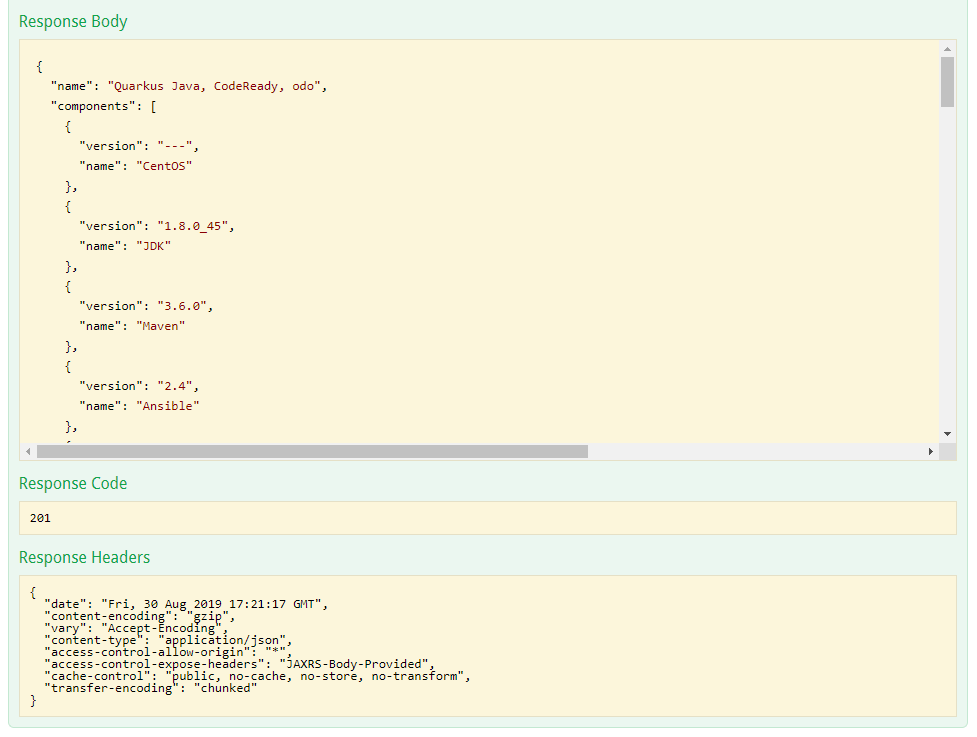 Response Body
{
  "name": "Quarkus Java, CodeReady, odo",
  "components": [
    {
      "version": "---",
      "name": "CentOS"
    },
    {
      "version": "1.8.0_45",
      "name": "JDK"
    },
    {
      "version": "3.6.0",
      "name": "Maven"
    },
    {
      "version": "2.4",
      "name": "Ansible"
    },
Response Code
201
Response Headers
{
  "date": "Fri, 30 Aug 2019 17:21:17 GMT",
  "content-encoding": "gzip",
  "vary": "Accept-Encoding",
  "content-type": "application/json",
  "access-control-allow-origin": "*",
  "access-control-expose-headers": "JAXRS-Body-Provided",
  "cache-control": "public, no-cache, no-store, no-transform",
  "transfer-encoding": "chunked"
}